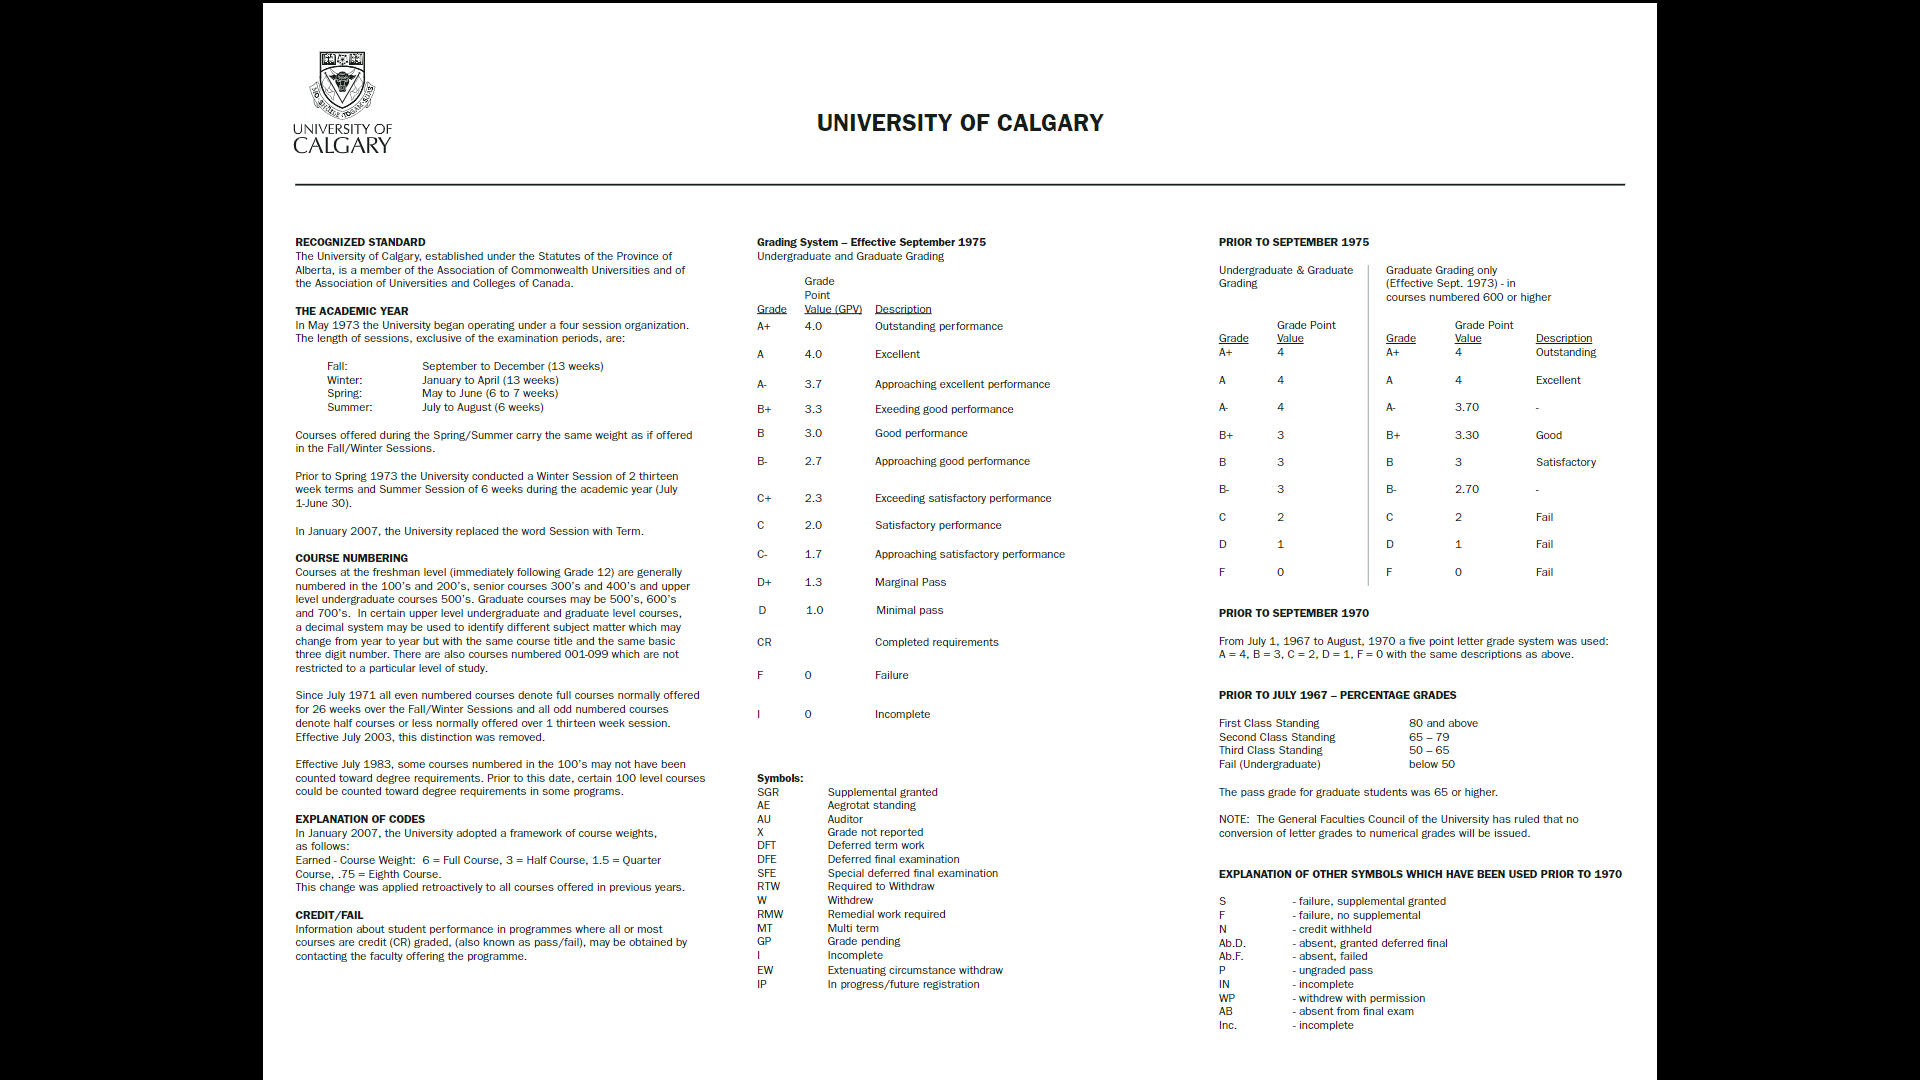 UNIVERSITY OF
CALGARY
UNIVERSITY OF CALGARY
RECOGNIZED STANDARD
The University of Calgary, established under the Statutes of the Province of
Alberta, is a member of the Association of Commonwealth Universities and of
the Association of Universities and Colleges of Canada.
THE ACADEMIC YEAR
In May 1973 the University began operating under a four session organization.
The length of sessions, exclusive of the examination periods, are:
Fall: September to December (13 weeks)
Winter: January to April (13 weeks)
Spring: May to June (6 to 7 weeks)
Summer: July to August (6 weeks)
Courses offered during the Spring/Summer carry the same weight as if offered
in the Fall/Winter Sessions.
Prior to Spring 1973 the University conducted a Winter Session of 2 thirteen
week terms and Summer Session of 6 weeks during the academic year (July
1-June 30).
In January 2007, the University replaced the word Session with Term.
COURSE NUMBERING
Courses at the freshman level (immediately following Grade 12) are generally
numbered in the 100's and 200's, senior courses 300's and 400's and upper
level undergraduate courses 500's. Graduate courses may be 500's, 600's
and 700's. In certain upper level undergraduate and graduate level courses,
a decimal system may be used to identify different subject matter which may
change from year to year but with the same course title and the same basic
three digit number. There are also courses numbered 001-099 which are not
restricted to a particular level of study.
Since July 1971 all even numbered courses denote full courses normally offered
for 26 weeks over the Fall/Winter Sessions and all odd numbered courses
denote half courses or less normally offered over 1 thirteen week session.
Effective July 2003, this distinction was removed.
Effective July 1983, some courses numbered in the 100's may not have been
counted toward degree requirements. Prior to this date, certain 100 level courses
could be counted toward degree requirements in some programs.
EXPLANATION OF CODES
In January 2007, the University adopted a framework of course weights,
as follows:
Earned - Course Weight: 6 = Full Course, 3 = Half Course, 1.5 = Quarter
Course, .75 = Eighth Course.
This change was applied retroactively to all courses offered in previous years.
CREDIT/FAIL
Information about student performance in programmes where all or most
courses are credit (CR) graded, (also known as pass/fail), may be obtained by
contacting the faculty offering the programme.
Grading System – Effective September 1975
Undergraduate and Graduate Grading
Grade
Point
Grade Value (GPV) Description
A+ 4.0 Outstanding performance
A 4.0 Excellent
A- 3.7 Approaching excellent performance
B+ 3.3 Exeeding good performance
B 3.0 Good performance
B- 2.7 Approaching good performance
C+ 2.3 Exceeding satisfactory performance
C 2.0 Satisfactory performance
C- 1.7 Approaching satisfactory performance
D+ 1.3 Marginal Pass
D 1.0 Minimal pass
CR Completed requirements
F 0 Failure
I 0 Incomplete
Symbols:
SGR Supplemental granted
AE Aegrotat standing
AU Auditor
X Grade not reported
DFT Deferred term work
DFE Deferred final examination
SFE Special deferred final examination
RTW Required to Withdraw
W Withdrew
RMW Remedial work required
MT Multi term
GP Grade pending
I Incomplete
EW Extenuating circumstance withdraw
IP In progress/future registration
PRIOR TO SEPTEMBER 1975
Undergraduate & Graduate
Grading
Grade Point
Grade Value
A+ 4
A 4
A- 4
B+ 3
B 3
B- 3
C 2
D 1
F 0
Graduate Grading only
(Effective Sept. 1973) - in
courses numbered 600 or higher
Grade Point
Grade Value Description
A+ 4 Outstanding
A 4 Excellent
A- 3.70 -
B+ 3.30 Good
B 3 Satisfactory
B- 2.70 -
C 2 Fail
D 1 Fail
F 0 Fail
PRIOR TO SEPTEMBER 1970
From July 1, 1967 to August, 1970 a five point letter grade system was used:
A = 4, B = 3, C = 2, D = 1, F = 0 with the same descriptions as above.
PRIOR TO JULY 1967 – PERCENTAGE GRADES
First Class Standing 80 and above
Second Class Standing 65 – 79
Third Class Standing 50 – 65
Fail (Undergraduate) below 50
The pass grade for graduate students was 65 or higher.
NOTE: The General Faculties Council of the University has ruled that no
conversion of letter grades to numerical grades will be issued.
EXPLANATION OF OTHER SYMBOLS WHICH HAVE BEEN USED PRIOR TO 1970
S - failure, supplemental granted
F - failure, no supplemental
N - credit withheld
Ab.D. - absent, granted deferred final
Ab.F. - absent, failed
P - ungraded pass
IN - incomplete
WP - withdrew with permission
AB - absent from final exam
Inc. - incomplete